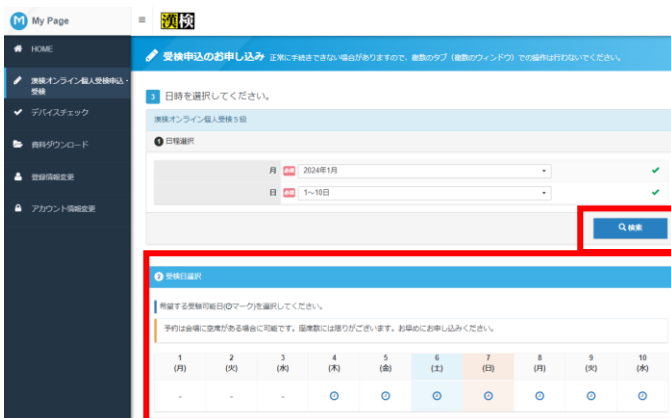 M My Page
漢検
HOME
漢検オンライン個人受検申込・
受検
デバイスチェック
資料ダウンロード
登録情報変更
アカウント情報変更
受検申込のお申し込み 正常に手続きできない場合がありますので、複数のタブ（複数のウィンドウ）での操作は行わないでください。
3 日時を選択してください。
漢検オンライン個人受検5級
1 日程選択
月 必須 2024年1月
日 必須 1～10日
検索
2 受検日選択
希望する受検可能日(◎マーク)を選択してください。
予約は会場に空席がある場合に可能です。座席数には限りがございます。お早めにお申し込みください。
1 2 3 4 5 6 7 8 9 10
(月) (火) (水) (木) (金) (土) (日) (月) (火) (水)
- - - ◎ ◎ ◎ ◎ ◎ ◎ ◎